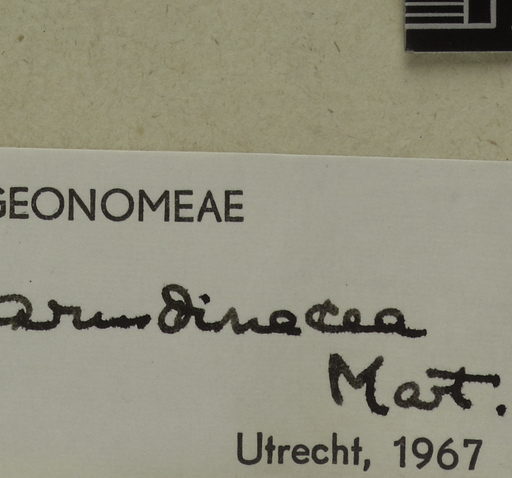 GEONOMEAE
arundinacea
Mart.
Utrecht, 1967